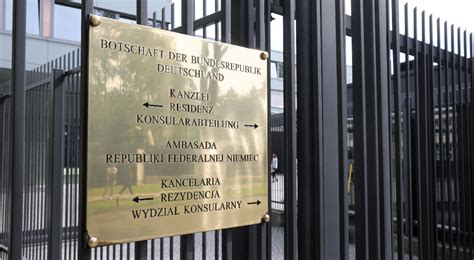 BOTSCHAFT DER BUNDESREPUBLIK
DEUTSCHLAND
KANZLEI
RESIDENZ
KONSULARABTEILUNG
AMBASADA
REPUBLIKI FEDERALNEJ NIEMIEC
KANCELARIA
REZYDENCJA
WYDZIAŁ KONSULARNY